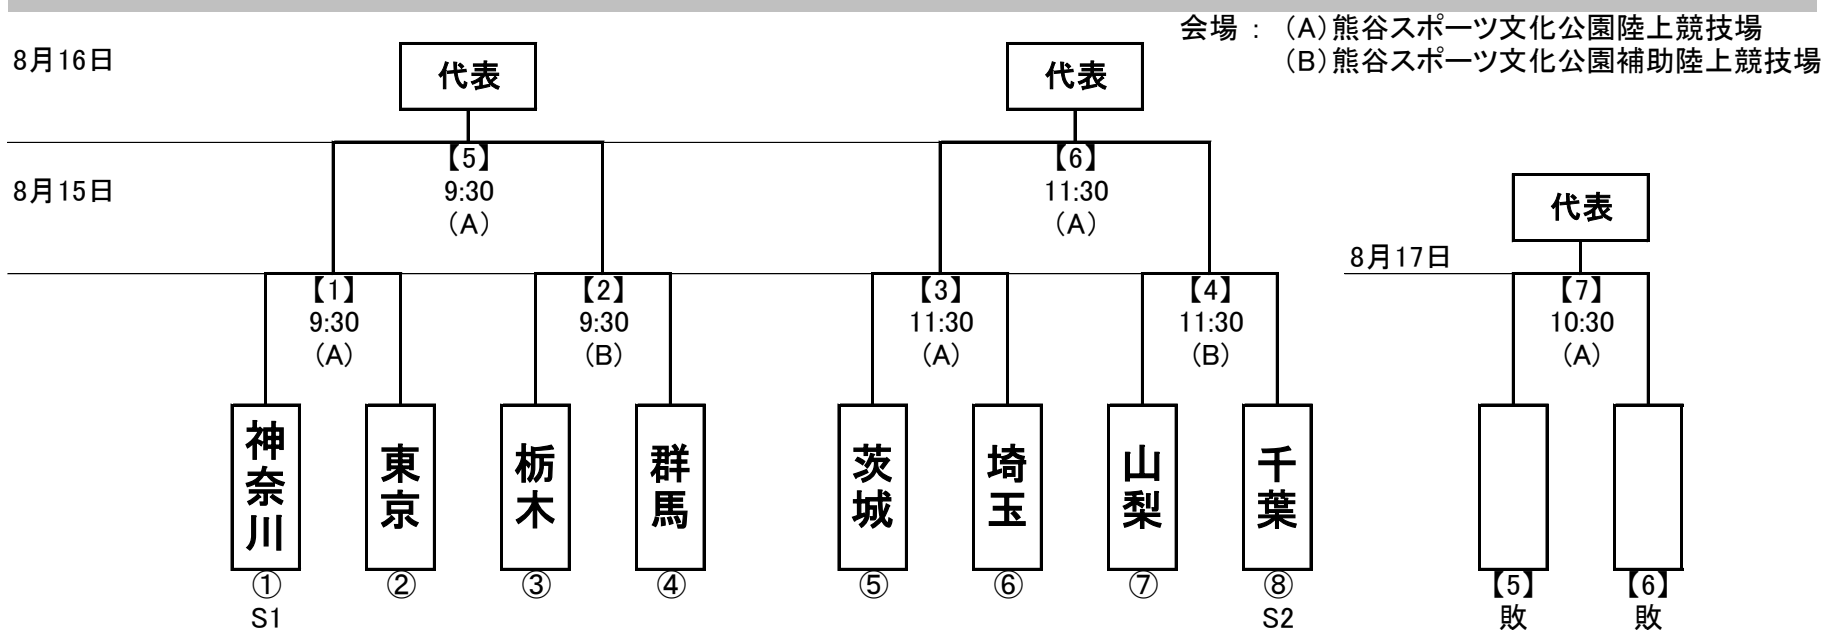 会場 : （A）熊谷スポーツ文化公園陸上競技場
（B）熊谷スポーツ文化公園補助陸上競技場
8月16日
代表
代表
【5】
9:30
（A）
【6】
11:30
（A）
8月15日
代表
8月17日
【1】
9:30
（A）
【2】
9:30
（B）
【3】
11:30
（A）
【4】
11:30
（B）
【7】
10:30
（A）
神奈川
東京
栃木
群馬
茨城
埼玉
山梨
千葉
① ② ③ ④ ⑤ ⑥ ⑦ ⑧ 【5】 【6】
S1 S2 敗 敗